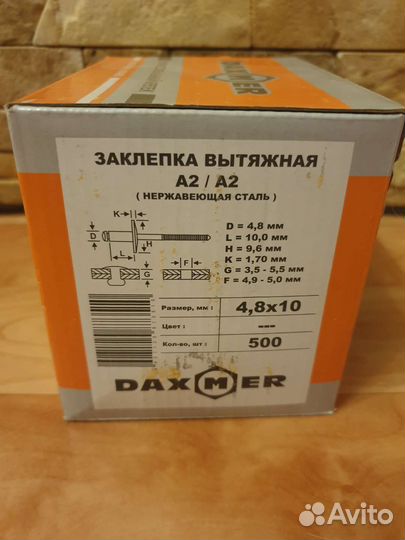 DAXMER
ЗАКЛЕПКА ВЫТЯЖНАЯ
А2 / А2
( НЕРЖАВЕЮЩАЯ СТАЛЬ )
K
D
L
H
F
G
D = 4,8 мм
L = 10,0 мм
H = 9,6 мм
K = 1,70 мм
G = 3,5 - 5,5 мм
F = 4,9 - 5,0 мм
Размер, мм : 4,8x10
Цвет : ---
Кол-во, шт : 500
DAXMER
Avito